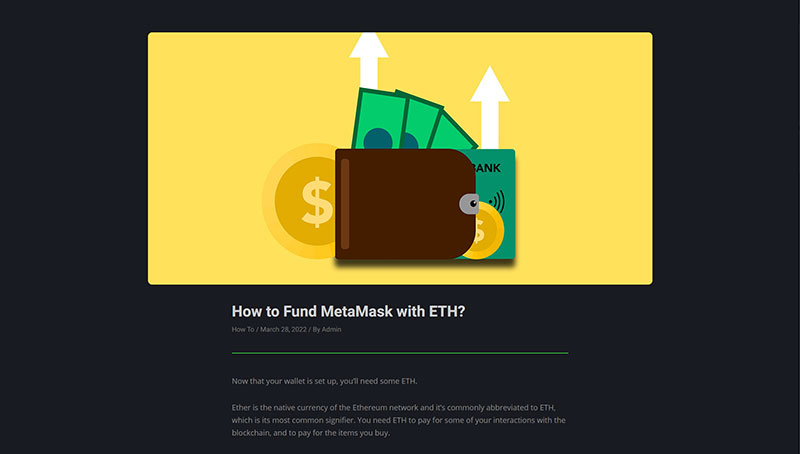 BANK
$
$
How to Fund MetaMask with ETH?
How To / March 28, 2022 / By Admin
Now that your wallet is set up, you'll need some ETH.
Ether is the native currency of the Ethereum network and it's commonly abbreviated to ETH,
which is its most common signifier. You need ETH to pay for some of your interactions with the
blockchain, and to pay for the items you buy.